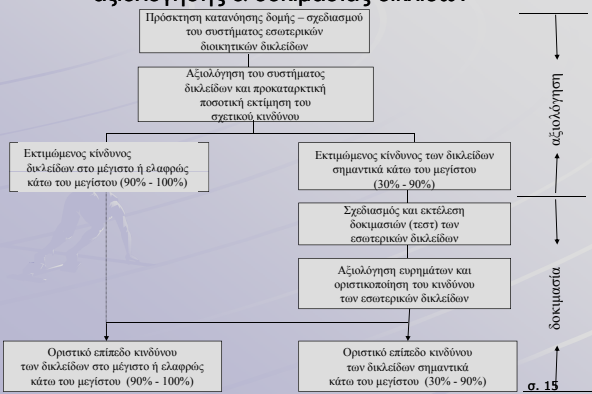 αξιολόγησης & δοκιμασίας δικλίδων
Πρόσκτηση κατανόησης δομής – σχεδιασμού
του συστήματος εσωτερικών
διοικητικών δικλείδων
Αξιολόγηση του συστήματος
δικλείδων και προκαταρκτική
ποσοτική εκτίμηση του
σχετικού κινδύνου
Εκτιμώμενος κίνδυνος
δικλείδων στο μέγιστο ή ελαφρώς
κάτω του μεγίστου (90% - 100%)
Εκτιμώμενος κίνδυνος των δικλείδων
σημαντικά κάτω του μεγίστου
(30% - 90%)
Σχεδιασμός και εκτέλεση
δοκιμασιών (τεστ) των
εσωτερικών δικλείδων
Αξιολόγηση ευρημάτων και
οριστικοποίηση του κινδύνου
των εσωτερικών δικλείδων
Οριστικό επίπεδο κινδύνου
των δικλείδων στο μέγιστο ή ελαφρώς
κάτω του μεγίστου (90% - 100%)
Οριστικό επίπεδο κινδύνου
των δικλείδων σημαντικά
κάτω του μεγίστου (30% - 90%)
αξιολόγηση
δοκιμασία
σ. 15